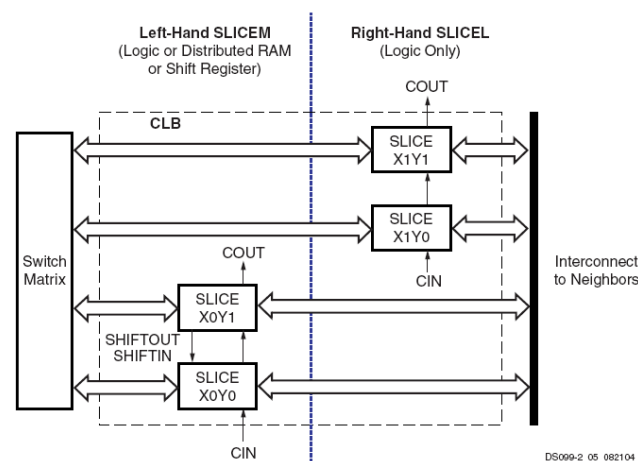 Left-Hand SLICEM
(Logic or Distributed RAM
or Shift Register)
Right-Hand SLICEL
(Logic Only)
COUT
CLB
SLICE
X1Y1
SLICE
X1Y0
Switch
Matrix
COUT
CIN
Interconnect
to Neighbors
SLICE
X0Y1
SHIFTOUT
SHIFTIN
SLICE
X0Y0
CIN
DS099-2_05_082104